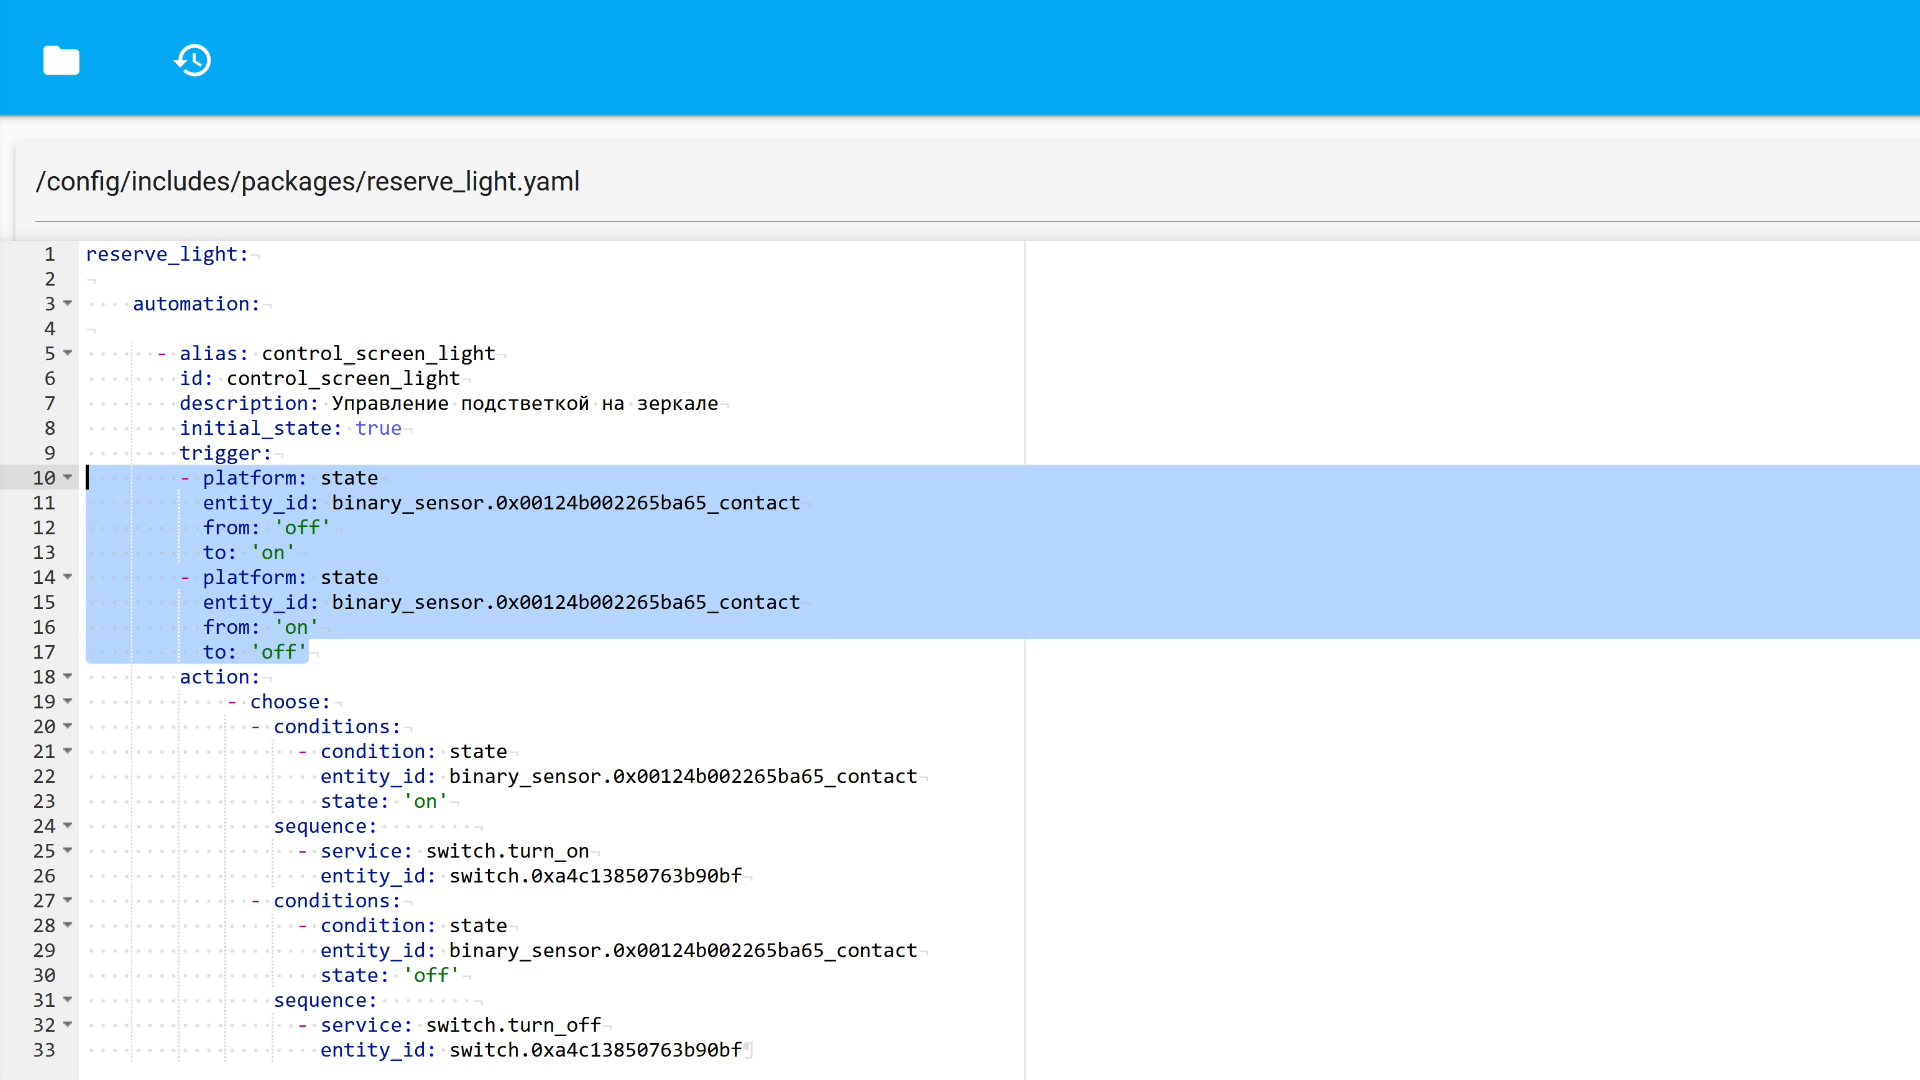 /config/includes/packages/reserve_light.yaml
1 reserve_light:
2
3 automation:
4
5 - alias: control_screen_light
6 id: control_screen_light
7 description: Управление подстветкой на зеркале
8 initial_state: true
9 trigger:
10 - platform: state
11 entity_id: binary_sensor.0x00124b002265ba65_contact
12 from: 'off'
13 to: 'on'
14 - platform: state
15 entity_id: binary_sensor.0x00124b002265ba65_contact
16 from: 'on'
17 to: 'off'
18 action:
19 - choose:
20 - conditions:
21 - condition: state
22 entity_id: binary_sensor.0x00124b002265ba65_contact
23 state: 'on'
24 sequence:
25 - service: switch.turn_on
26 entity_id: switch.0xa4c13850763b90bf
27 - conditions:
28 - condition: state
29 entity_id: binary_sensor.0x00124b002265ba65_contact
30 state: 'off'
31 sequence:
32 - service: switch.turn_off
33 entity_id: switch.0xa4c13850763b90bf